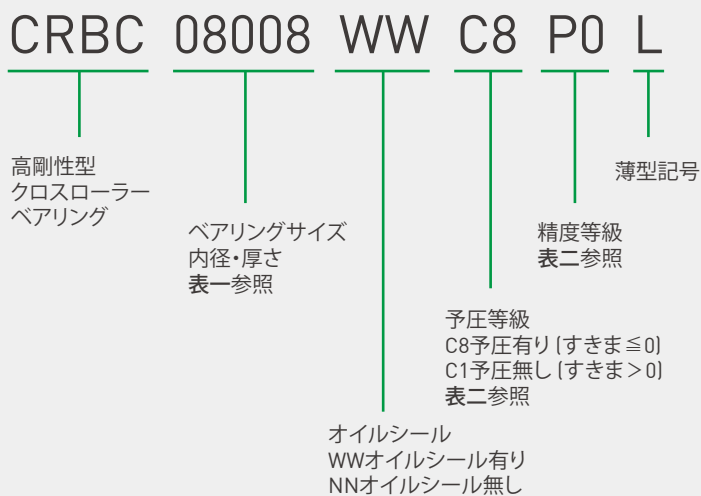 CRBC 08008 WW C8 P0 L
高剛性型
クロスローラー
ベアリング
ベアリングサイズ
内径・厚さ
表一参照
オイルシール
WWオイルシール有り
NNオイルシール無し
予圧等級
C8予圧有り(すきま≦0)
C1予圧無し(すきま>0)
表二参照
精度等級
表二参照
薄型記号